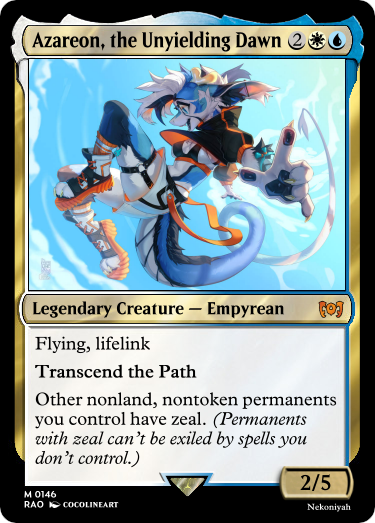 Azareon, the Unyielding Dawn 2
Legendary Creature — Empyrean
Flying, lifelink
Transcend the Path
Other nonland, nontoken permanents
you control have zeal. (Permanents
with zeal can't be exiled by spells you
don't control.)
2/5
M 0146
RAO COCOLINEART
Nekoniyah